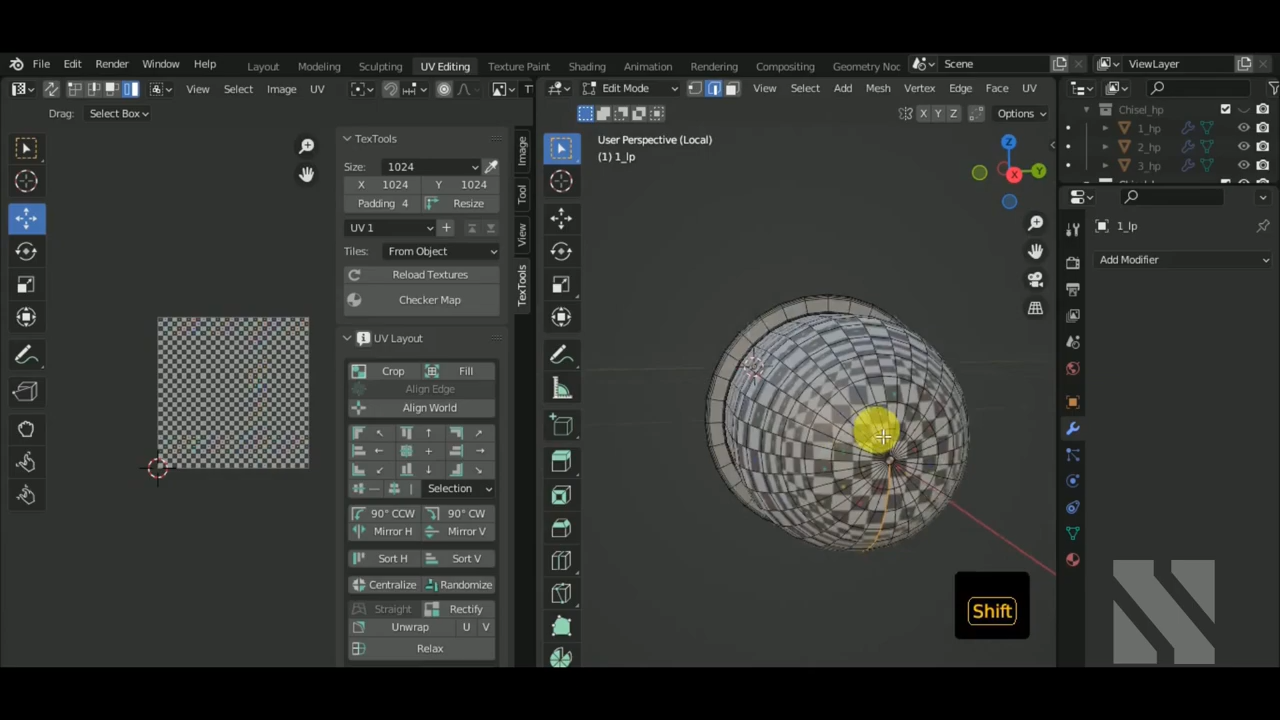 File Edit Render Window Help
Layout Modeling Sculpting UV Editing Texture Paint Shading Animation Rendering Compositing Geometry Noc
Scene
ViewLayer
View Select Image UV
Edit Mode
View Select Add Mesh Vertex Edge Face UV
Drag: Select Box
X Y Z
Options
User Perspective (Local)
(1) 1_lp
Z
Y
X
TexTools
Size: 1024
X 1024 Y 1024
Padding 4 Resize
UV 1
Tiles: From Object
Reload Textures
Checker Map
UV Layout
Crop Fill
Align Edge
Align World
Selection
90° CCW 90° CW
Mirror H Mirror V
Sort H Sort V
Centralize Randomize
Straight Rectify
Unwrap U V
Relax
Image
Tool
View
TexTools
Chisel_hp
1_hp
2_hp
3_hp
1_lp
Add Modifier
Shift